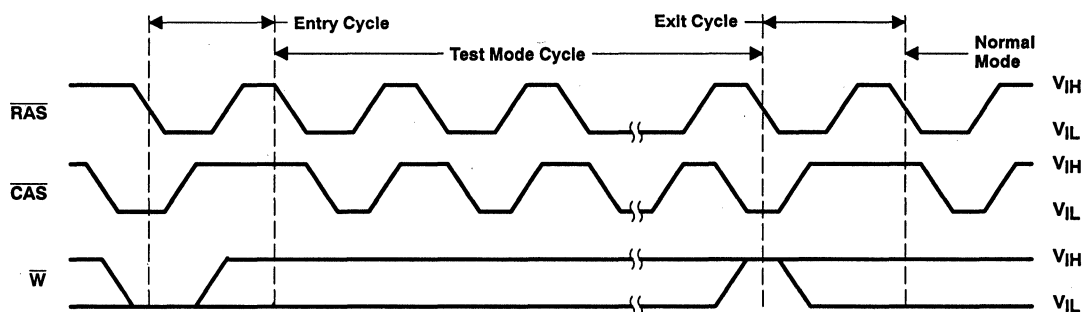 Entry Cycle
Exit Cycle
Test Mode Cycle
Normal
Mode
RAS
VIH
VIL
CAS
VIH
VIL
W
VIH
VIL